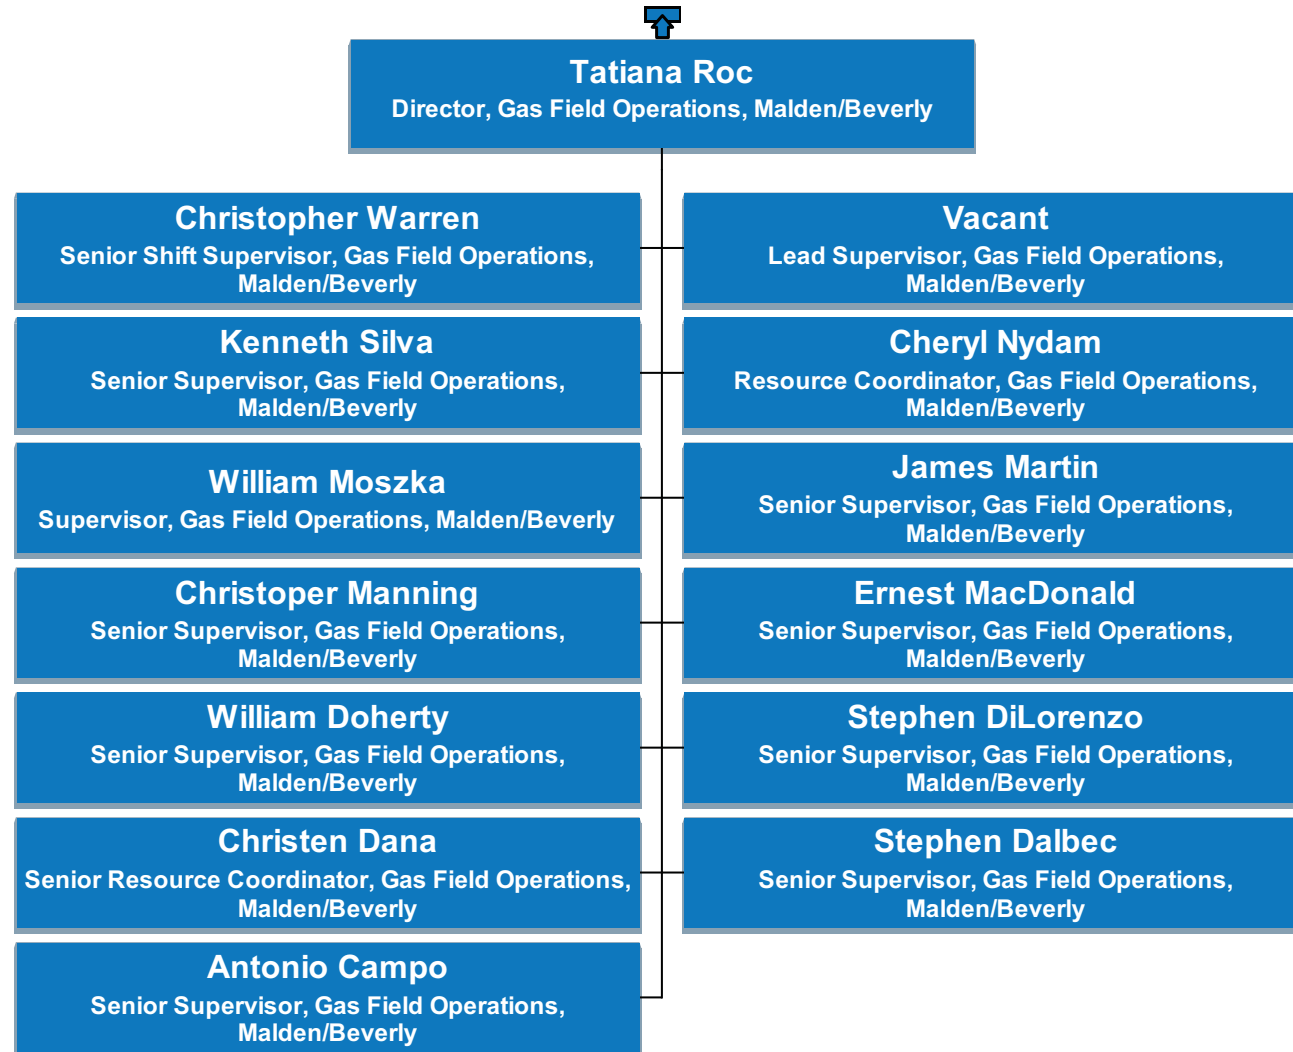 Tatiana Roc
Director, Gas Field Operations, Malden/Beverly
Christopher Warren
Senior Shift Supervisor, Gas Field Operations,
Malden/Beverly
Vacant
Lead Supervisor, Gas Field Operations,
Malden/Beverly
Kenneth Silva
Senior Supervisor, Gas Field Operations,
Malden/Beverly
Cheryl Nydam
Resource Coordinator, Gas Field Operations,
Malden/Beverly
William Moszka
Supervisor, Gas Field Operations, Malden/Beverly
James Martin
Senior Supervisor, Gas Field Operations,
Malden/Beverly
Christoper Manning
Senior Supervisor, Gas Field Operations,
Malden/Beverly
Ernest MacDonald
Senior Supervisor, Gas Field Operations,
Malden/Beverly
William Doherty
Senior Supervisor, Gas Field Operations,
Malden/Beverly
Stephen DiLorenzo
Senior Supervisor, Gas Field Operations,
Malden/Beverly
Christen Dana
Senior Resource Coordinator, Gas Field Operations,
Malden/Beverly
Stephen Dalbec
Senior Supervisor, Gas Field Operations,
Malden/Beverly
Antonio Campo
Senior Supervisor, Gas Field Operations,
Malden/Beverly